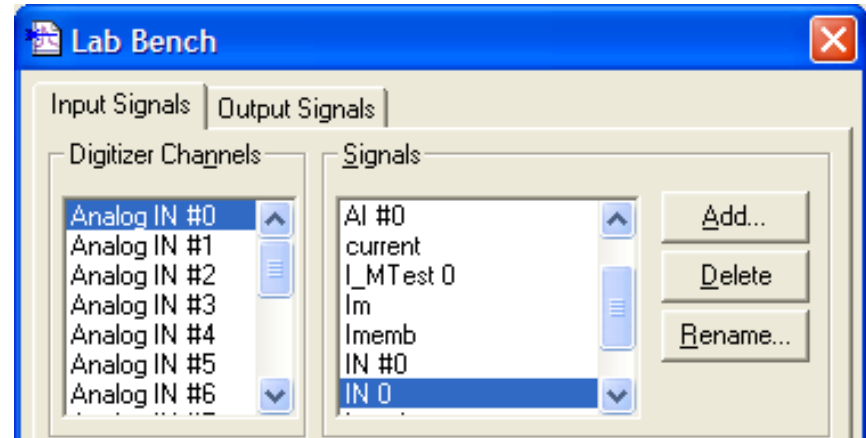 Lab Bench
Input Signals
Output Signals
Digitizer Channels
Analog IN #0
Analog IN #1
Analog IN #2
Analog IN #3
Analog IN #4
Analog IN #5
Analog IN #6
Signals
AI #0
current
I_MTest 0
Im
Imemb
IN #0
IN 0
Add...
Delete
Rename...